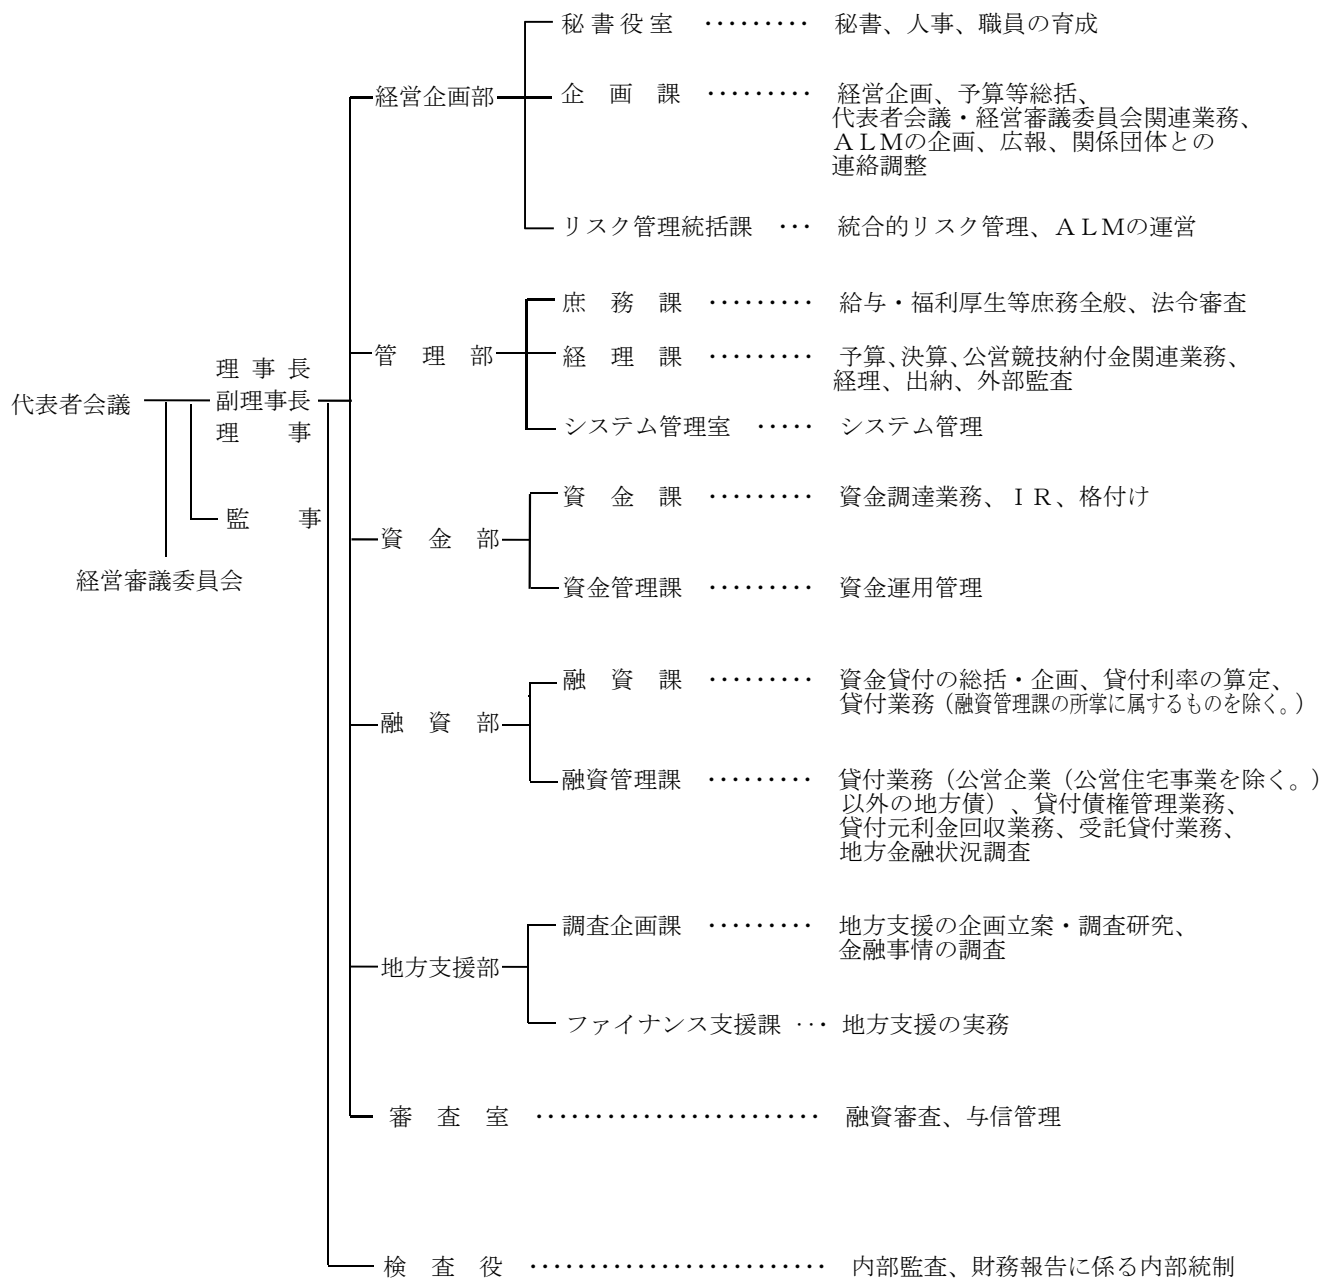 秘書役室 ········· 秘書、人事、職員の育成
経営企画部
企画課 ········· 経営企画、予算等総括、
代表者会議・経営審議委員会関連業務、
ＡＬＭの企画、広報、関係団体との
連絡調整
リスク管理統括課 ··· 統合的リスク管理、ＡＬＭの運営
庶務課 ········· 給与・福利厚生等庶務全般、法令審査
管理部
経理課 ········· 予算、決算、公営競技納付金関連業務、
経理、出納、外部監査
システム管理室 ····· システム管理
代表者会議
理事長
副理事長
理事
監事
経営審議委員会
資金課 ········· 資金調達業務、ＩＲ、格付け
資金部
資金管理課 ········· 資金運用管理
融資課 ········· 資金貸付の総括・企画、貸付利率の算定、
貸付業務（融資管理課の所掌に属するものを除く。）
融資部
融資管理課 ········· 貸付業務（公営企業（公営住宅事業を除く。）
以外の地方債）、貸付債権管理業務、
貸付元利金回収業務、受託貸付業務、
地方金融状況調査
調査企画課 ········· 地方支援の企画立案・調査研究、
金融事情の調査
地方支援部
ファイナンス支援課 ··· 地方支援の実務
審査室 ························ 融資審査、与信管理
検査役 ························· 内部監査、財務報告に係る内部統制